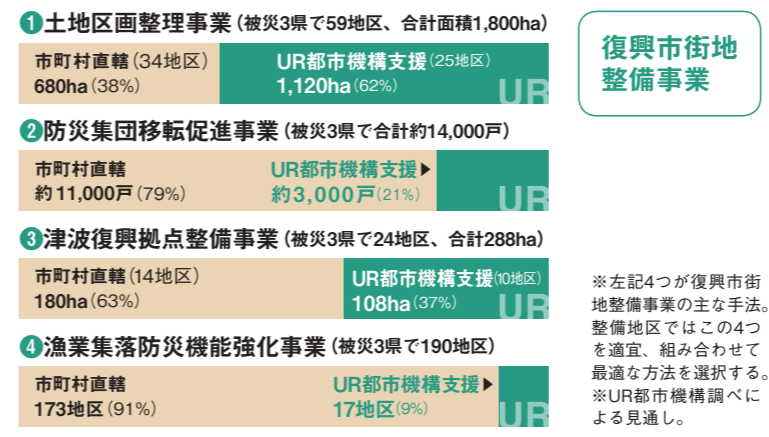 ❶土地区画整理事業(被災3県で59地区、合計面積1,800ha)
市町村直轄(34地区)
680ha(38%)
UR都市機構支援(25地区)
1,120ha(62%)
UR
❷防災集団移転促進事業(被災3県で合計約14,000戸)
市町村直轄
約11,000戸(79%)
UR都市機構支援▶
約3,000戸(21%)
UR
❸津波復興拠点整備事業(被災3県で24地区、合計288ha)
市町村直轄(14地区)
180ha(63%)
UR都市機構支援(10地区)
108ha(37%)
UR
❹漁業集落防災機能強化事業(被災3県で190地区)
市町村直轄
173地区(91%)
UR都市機構支援▶
17地区(9%)
UR
復興市街地
整備事業
※左記4つが復興市街
地整備事業の主な手法。
整備地区ではこの4つ
を適宜、組み合わせて
最適な方法を選択する。
※UR都市機構調べに
よる見通し。